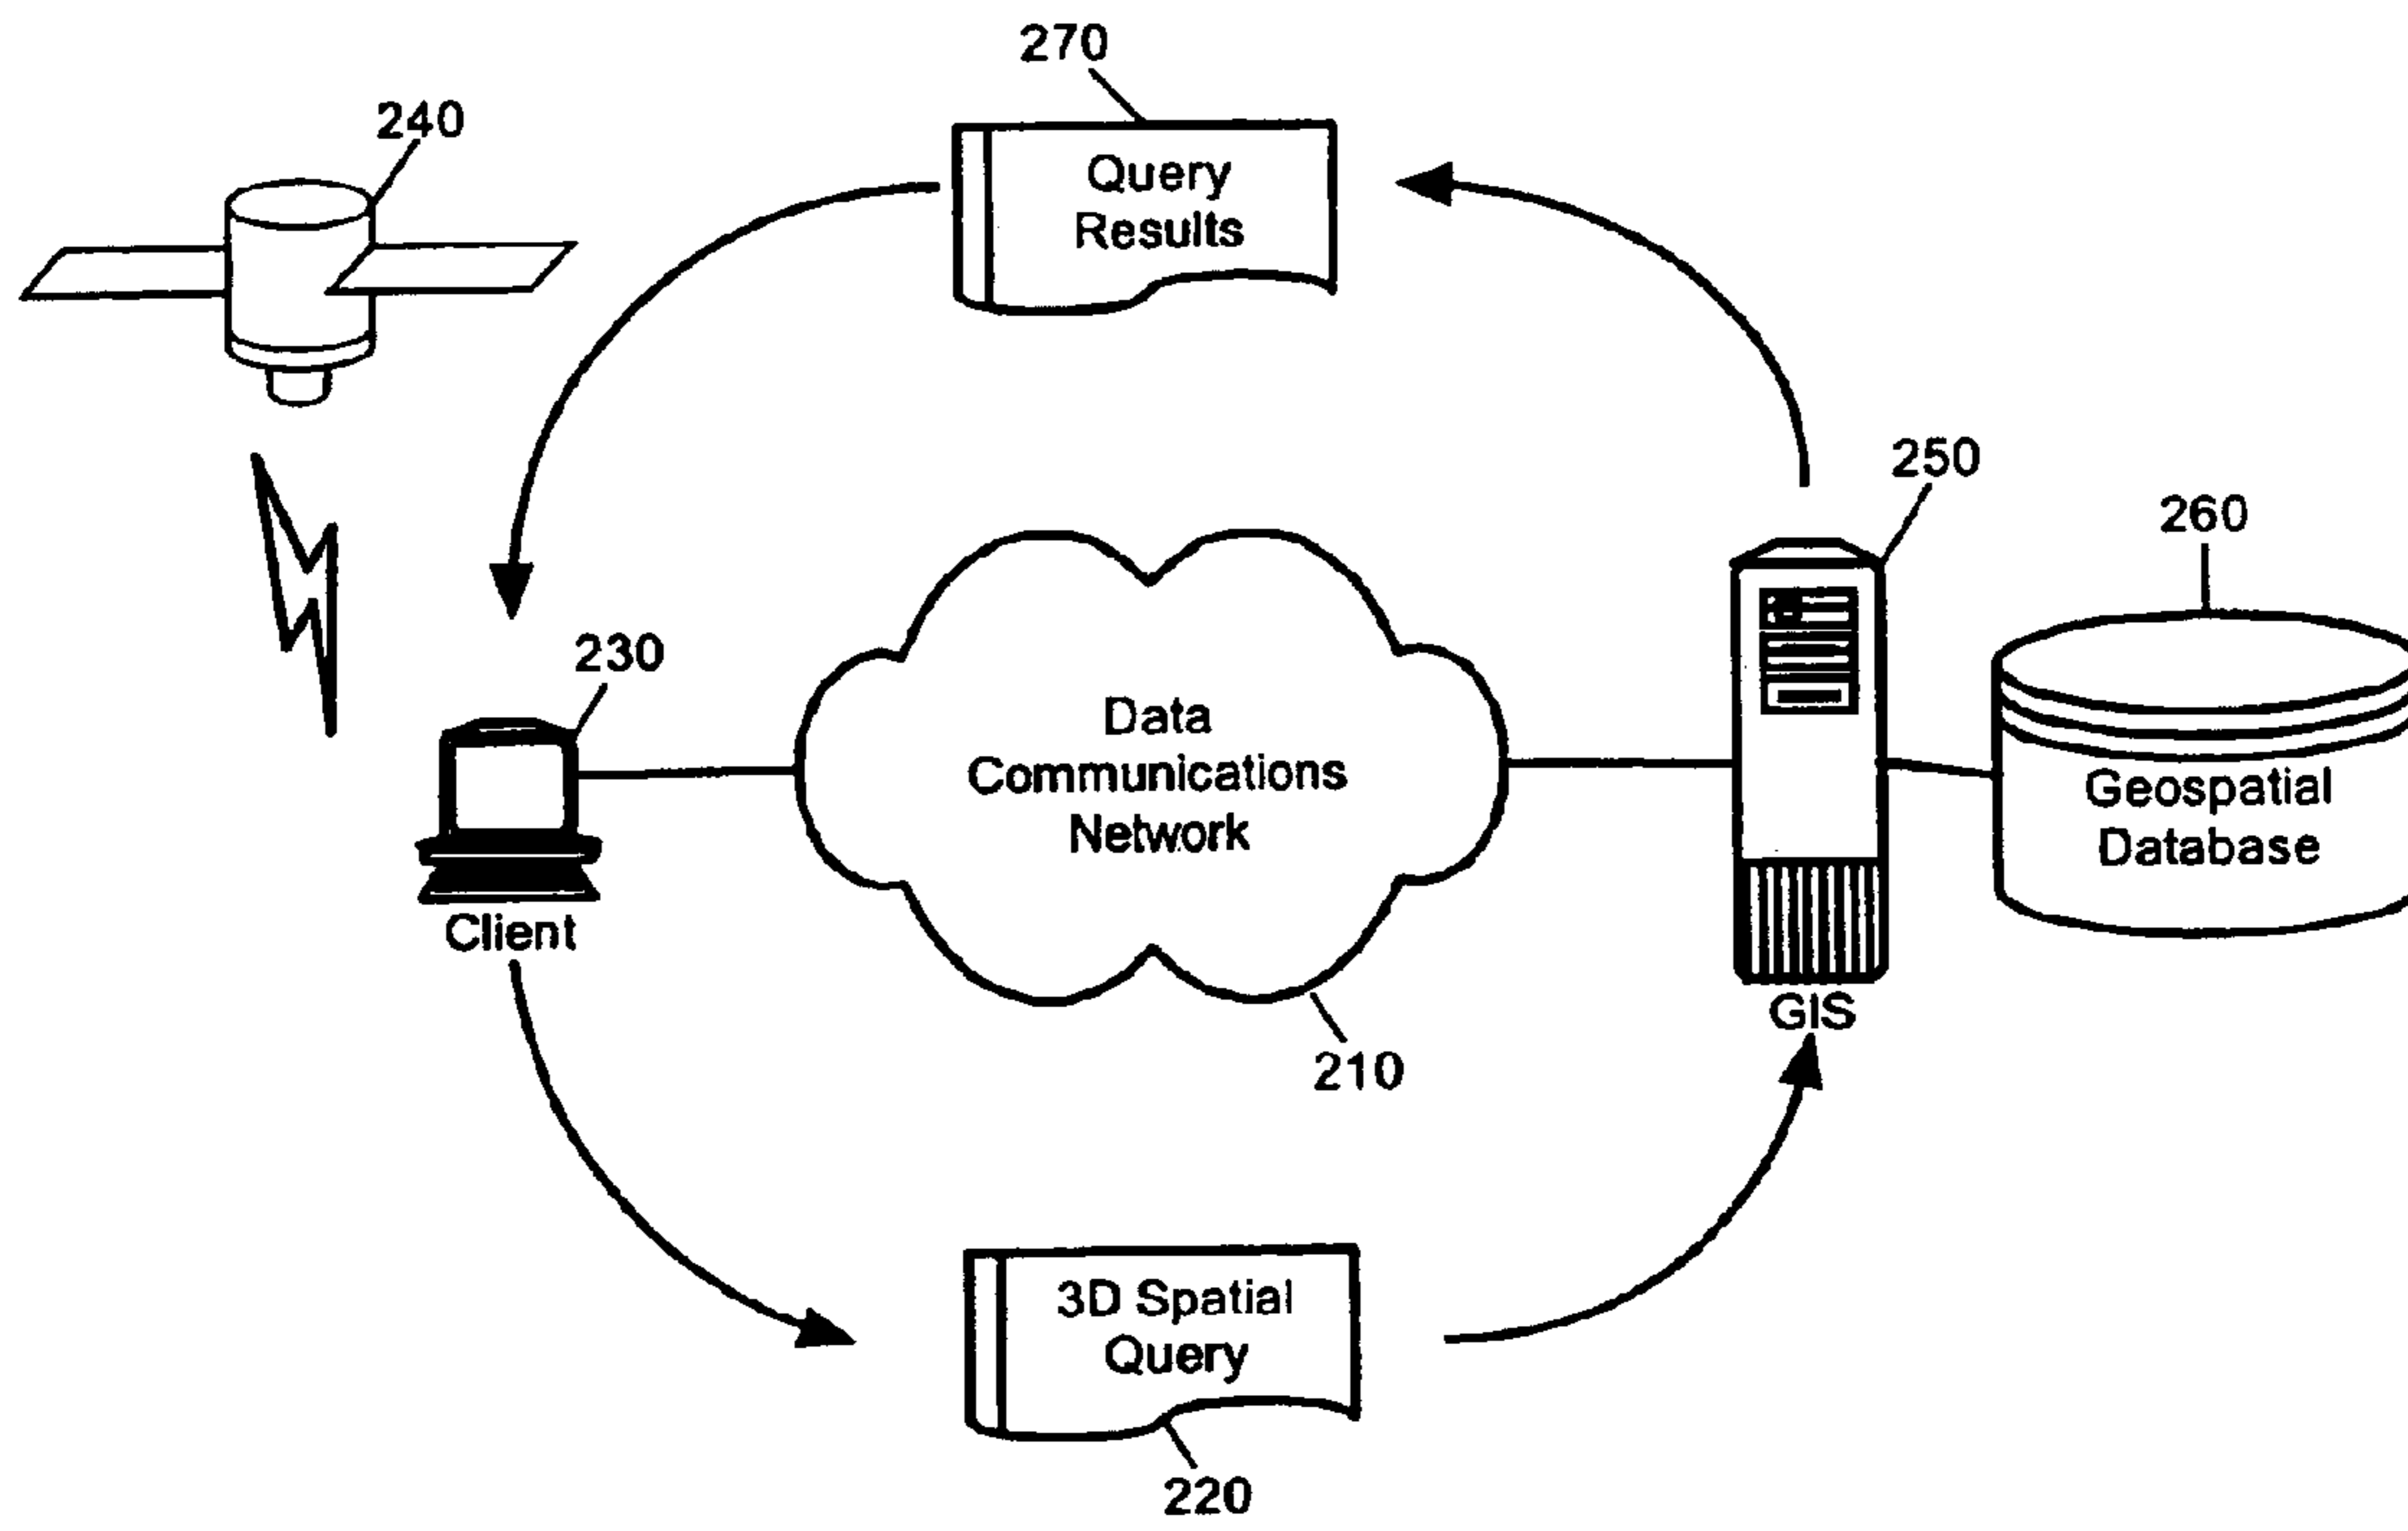 270
240
Query
Results
250
260
230
Data
Communications
Network
Geospatial
Database
Client
GIS
210
3D Spatial
Query
220